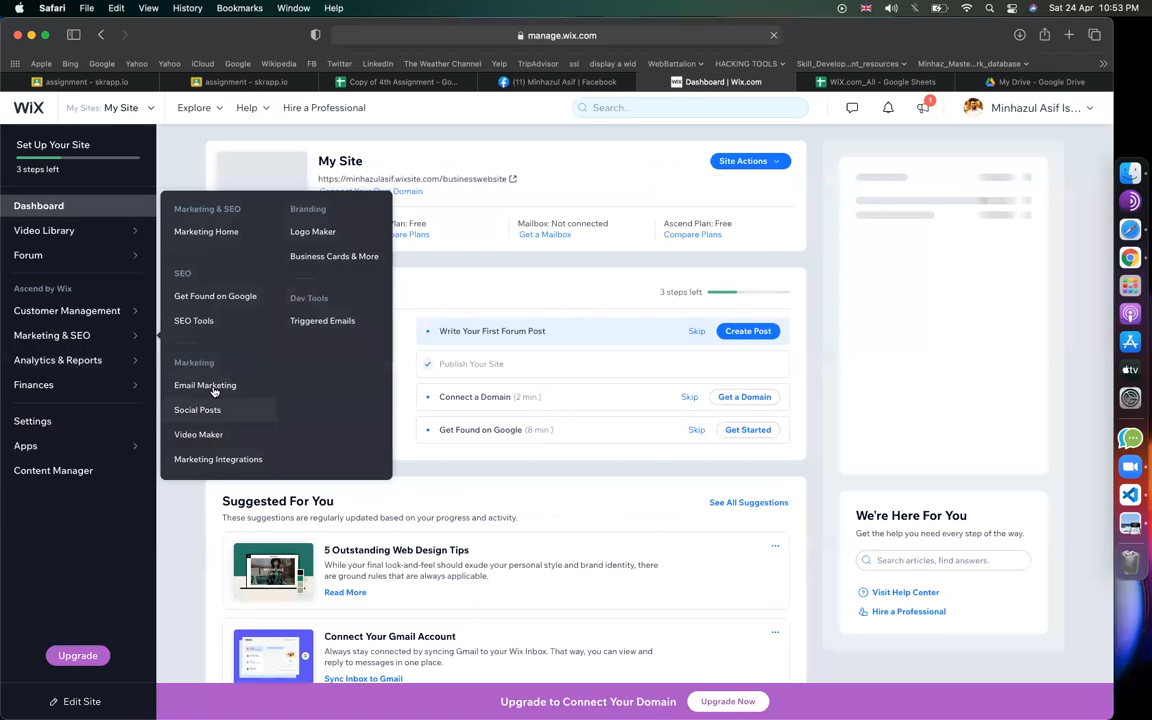 Safari File Edit View History Bookmarks Window Help
Sat 24 Apr 10:53 PM
manage.wix.com
Apple Bing Google Yahoo Yahoo iCloud Google Wikipedia FB Twitter LinkedIn The Weather Channel Yelp TripAdvisor ssl display a wid WebBattalion HACKING TOOLS Skill_Develop...nt_resources Minhaz_Maste..rk_database
assignment - skrapp.io
assignment - skrapp.io
Copy of 4th Assignment - Go...
(11) Minhazul Asif | Facebook
Dashboard | Wix.com
WiX.com_All - Google Sheets
My Drive - Google Drive
WiX My Sites: My Site Explore Help Hire a Professional
Search...
1
Minhazul Asif Is...
Set Up Your Site
3 steps left
Dashboard
Video Library
Forum
Ascend by Wix
Customer Management
Marketing & SEO
Analytics & Reports
Finances
Settings
Apps
Content Manager
Upgrade
Edit Site
Marketing & SEO
Marketing Home
SEO
Get Found on Google
SEO Tools
Marketing
Email Marketing
Social Posts
Video Maker
Marketing Integrations
Branding
Logo Maker
Business Cards & More
Dev Tools
Triggered Emails
My Site
Site Actions
https://minhazulasif.wixsite.com/businesswebsite
Domain
Plan: Free
Mailbox: Not connected
Ascend Plan: Free
Plans
Get a Mailbox
Compare Plans
3 steps left
Write Your First Forum Post Skip Create Post
Publish Your Site
Connect a Domain (2 min.) Skip Get a Domain
Get Found on Google (8 min) Skip Get Started
Suggested For You
See All Suggestions
These suggestions are regularly updated based on your progress and activity.
5 Outstanding Web Design Tips
While your final look-and-feel should exude your personal style and brand identity, there
are ground rules that are always applicable.
Read More
Connect Your Gmail Account
Always stay connected by syncing Gmail to your Wix Inbox. That way, you can view and
reply to messages in one place.
Sync Inbox to Gmail
We're Here For You
Get the help you need every step of the way.
Search articles, find answers.
Visit Help Center
Hire a Professional
Upgrade to Connect Your Domain Upgrade Now
tv